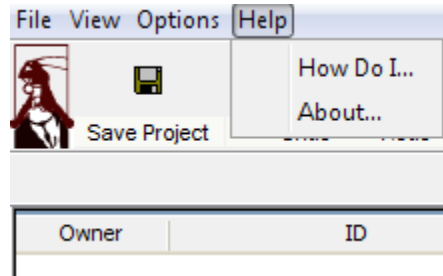 File View Options Help
How Do I...
About...
Save Project
Owner ID